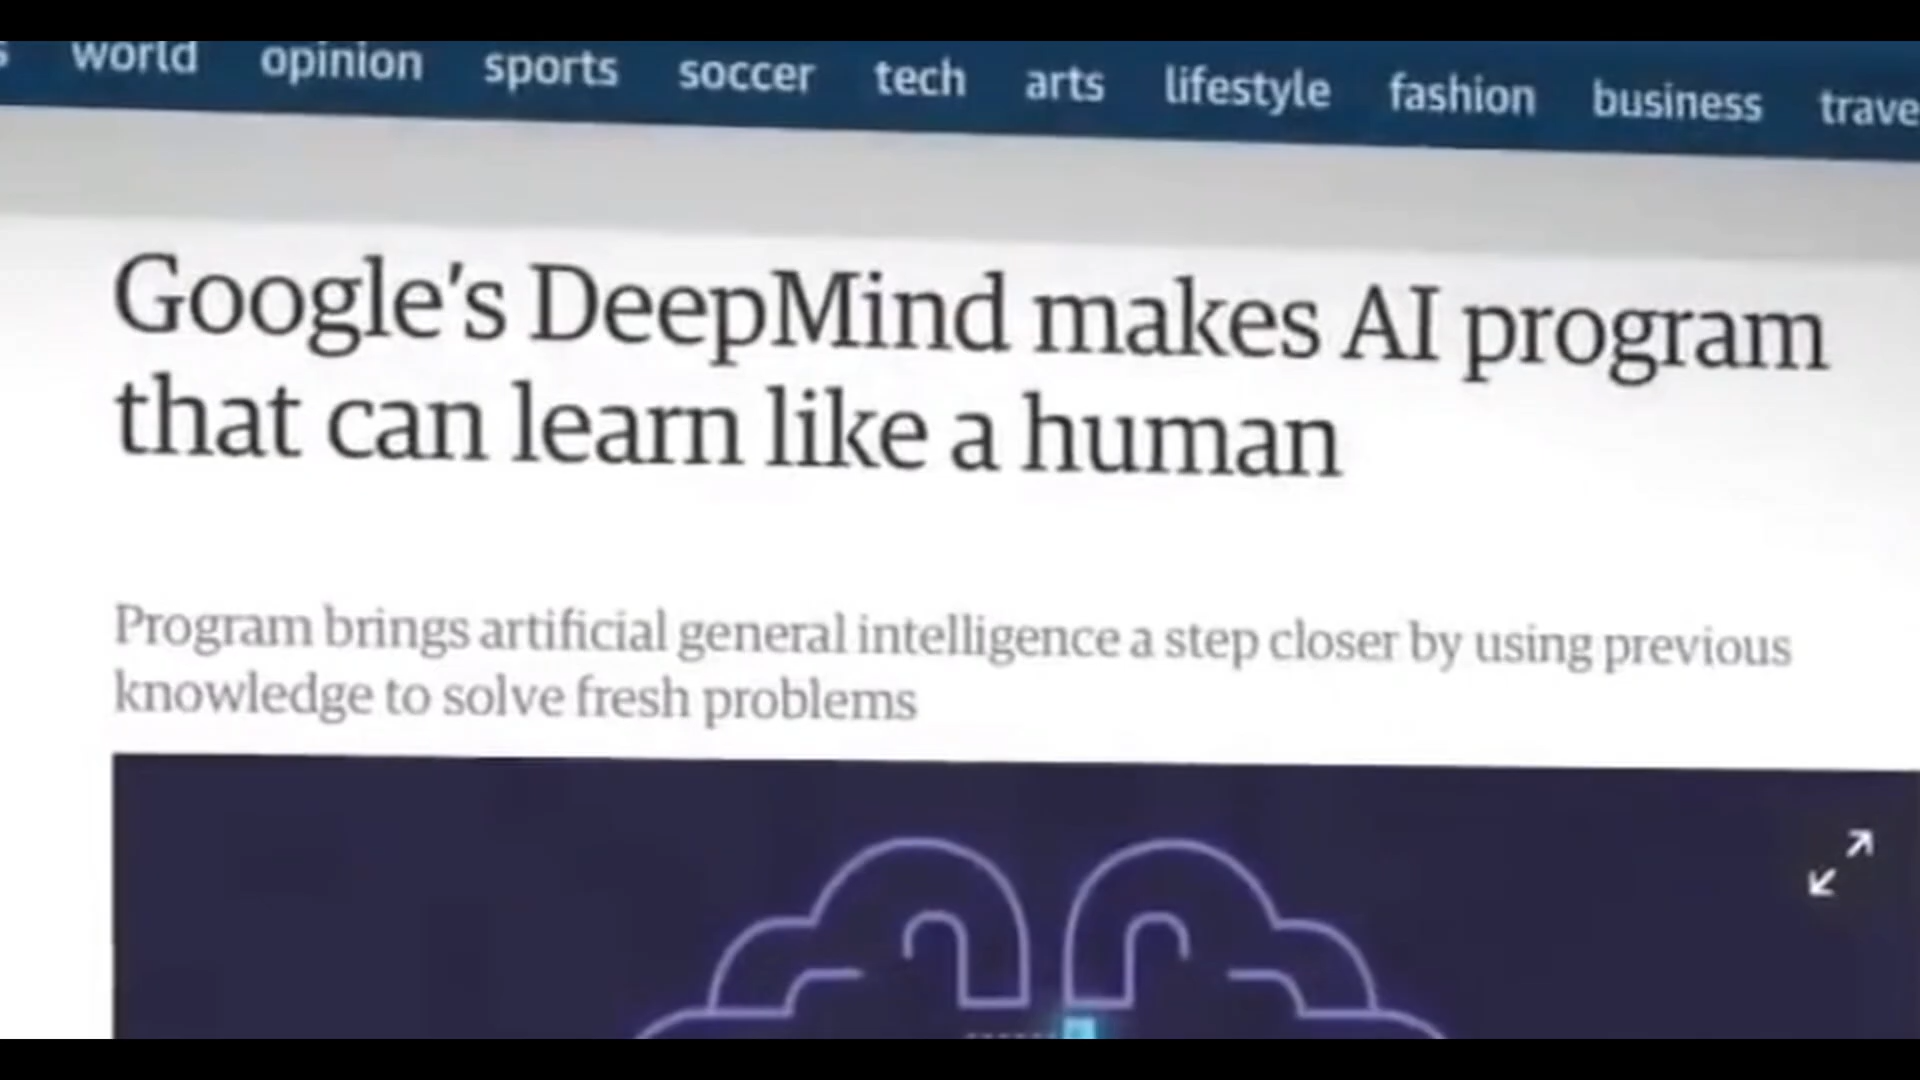 world opinion sports soccer tech arts lifestyle fashion business
Google's DeepMind makes AI program
that can learn like a human
Program brings artificial general intelligence a step closer by using previous
knowledge to solve fresh problems